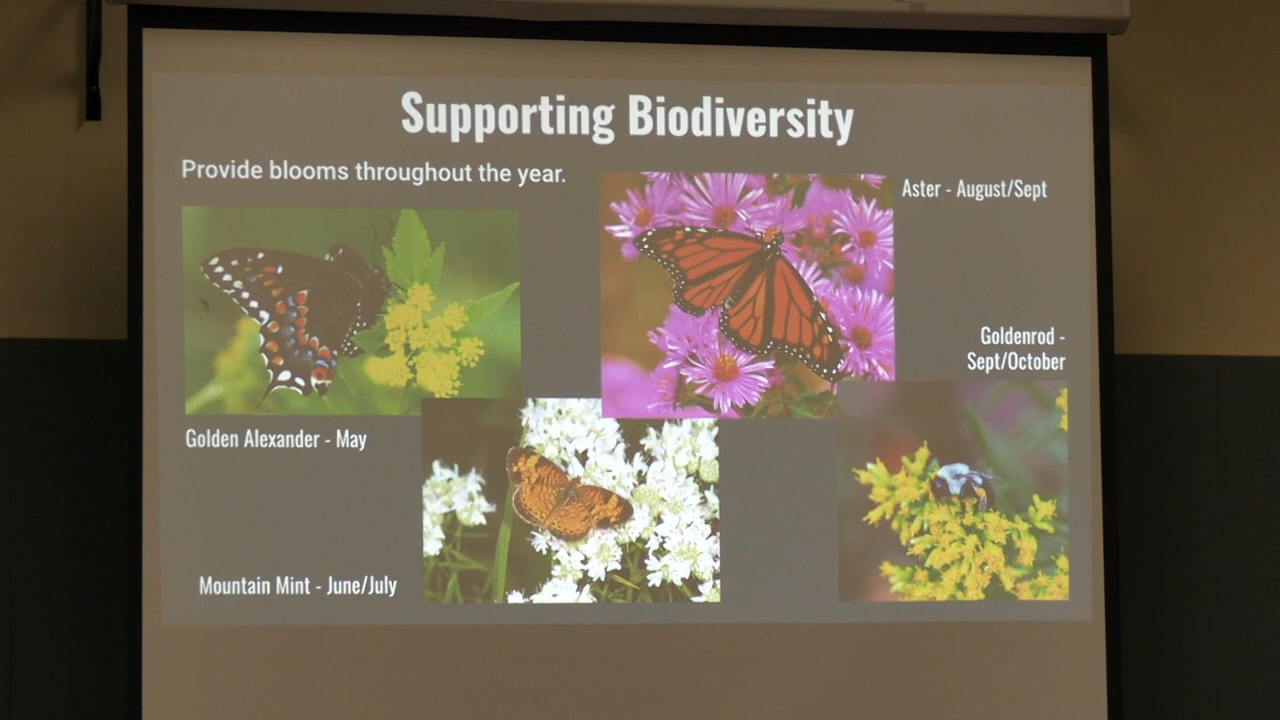 Supporting Biodiversity
Provide blooms throughout the year.
Aster - August/Sept
Goldenrod -
Sept/October
Golden Alexander - May
Mountain Mint - June/July